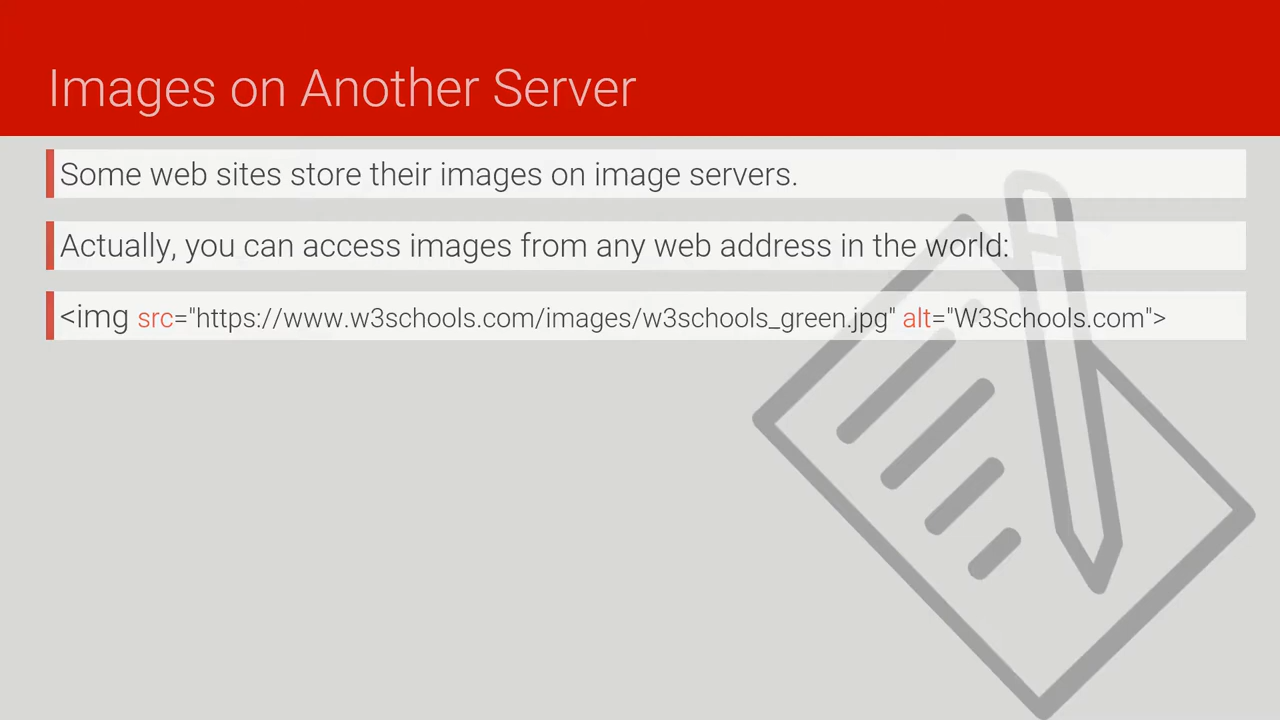 Images on Another Server
Some web sites store their images on image servers.
Actually, you can access images from any web address in the world:
<img src="https://www.w3schools.com/images/w3schools_green.jpg" alt="W3Schools.com">